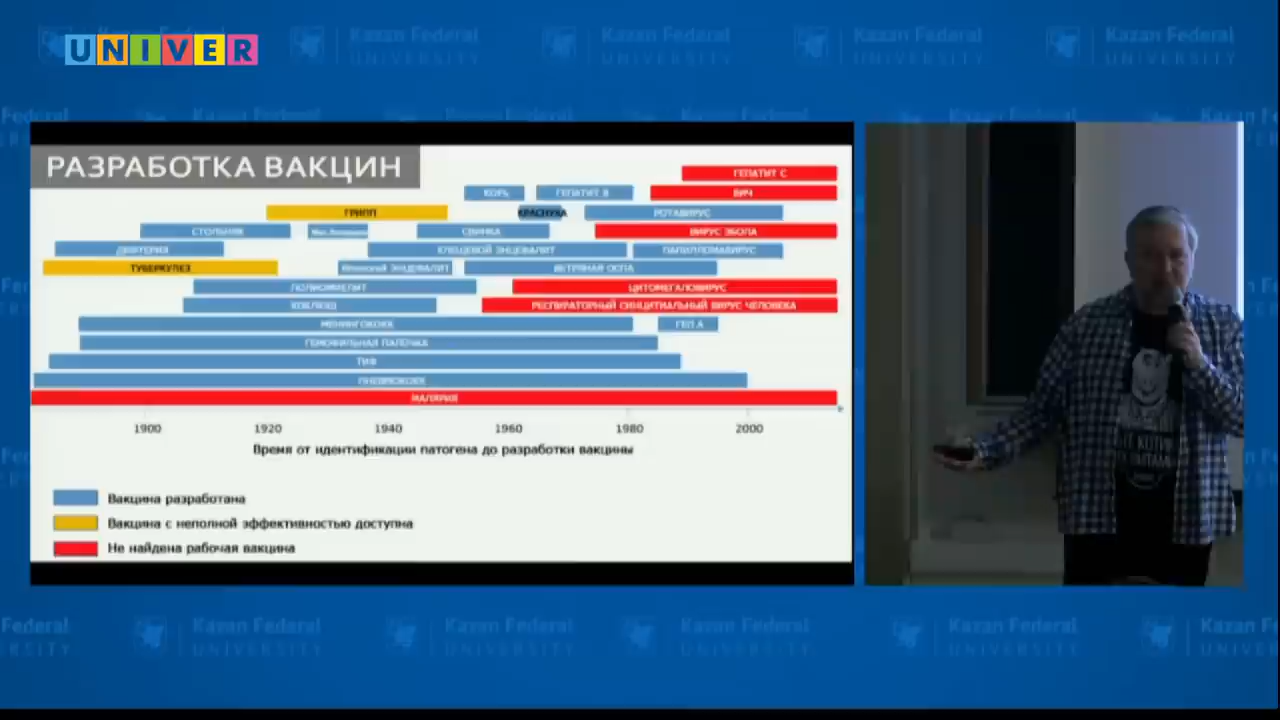 UNIVER
Kazan Federal
UNIVERSITY
РАЗРАБОТКА ВАКЦИН
ГЕПАТИТ С
КОРЬ
ГЕПАТИТ В
ВИЧ
ГРИПП
КРАСНУХА
РОТАВИРУС
СТОЛБНЯК
СВИНКА
ВИРУС ЭБОЛА
ДИФТЕРИЯ
КЛЕЩЕВОЙ ЭНЦЕФАЛИТ
ПАПИЛЛОМАВИРУС
ТУБЕРКУЛЕЗ
Японский ЭНЦЕФАЛИТ
ВЕТРЯНАЯ ОСПА
ПОЛИОМИЕЛИТ
ЦИТОМЕГАЛОВИРУС
КОКЛЮШ
РЕСПИРАТОРНЫЙ СИНЦИТИАЛЬНЫЙ ВИРУС ЧЕЛОВЕКА
МЕНИНГОКОКК
ГЕП А
ГЕМОФИЛЬНАЯ ПАЛОЧКА
ТИФ
ПНЕВМОКОКК
МАЛЯРИЯ
1900 1920 1940 1960 1980 2000
Время от идентификации патогена до разработки вакцины
Вакцина разработана
Вакцина с неполной эффективностью доступна
Не найдена рабочая вакцина